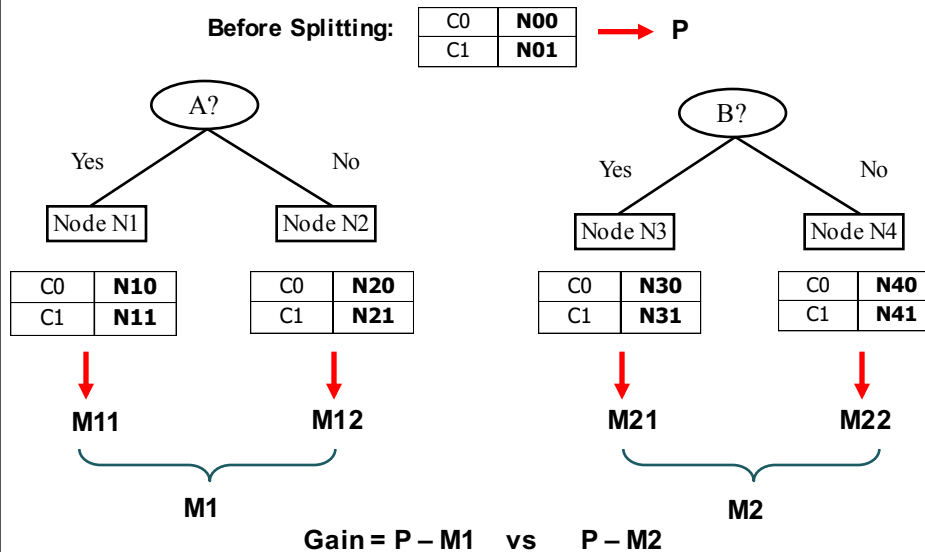 Before Splitting:
C0 N00
C1 N01
P
A?
B?
Yes
No
Yes
No
Node N1
Node N2
Node N3
Node N4
C0 N10
C1 N11
C0 N20
C1 N21
C0 N30
C1 N31
C0 N40
C1 N41
M11
M12
M21
M22
M1
M2
Gain = P – M1 vs P – M2